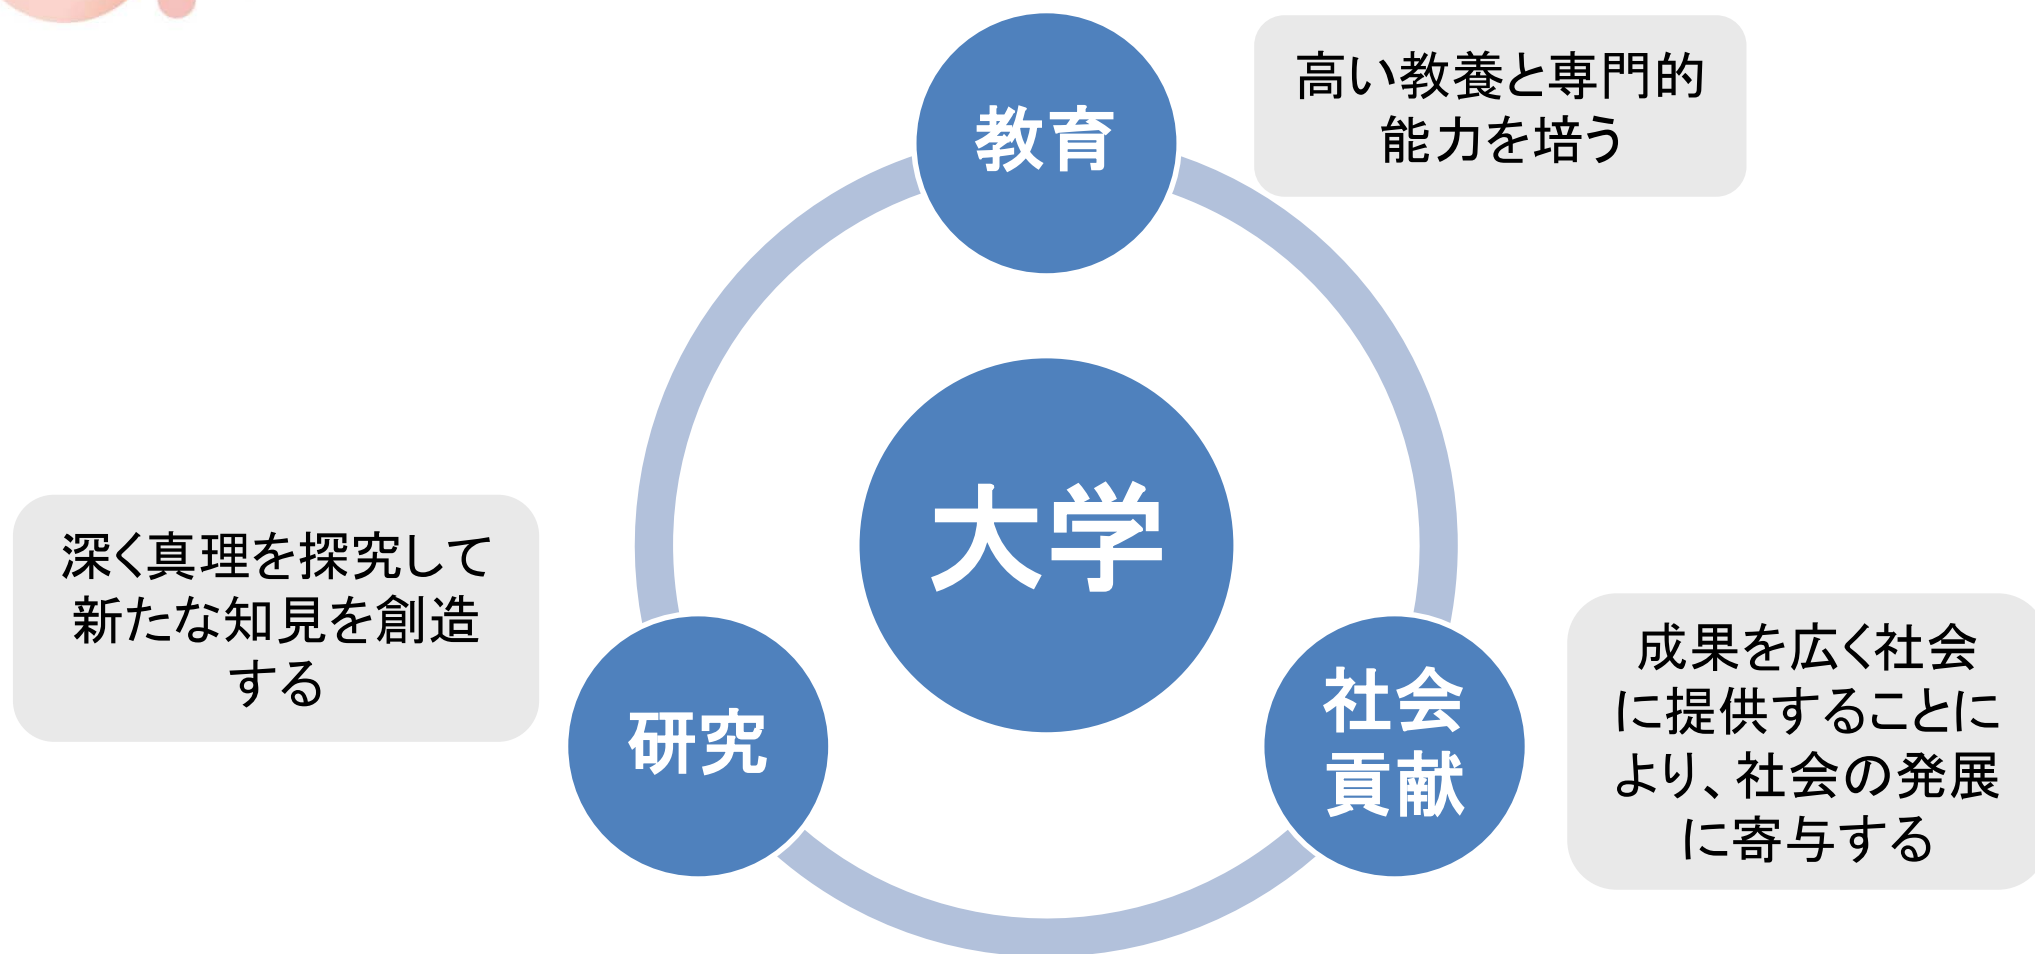 教育
高い教養と専門的
能力を培う
大学
深く真理を探究して
新たな知見を創造
する
研究
社会
貢献
成果を広く社会
に提供することに
より、社会の発展
に寄与する